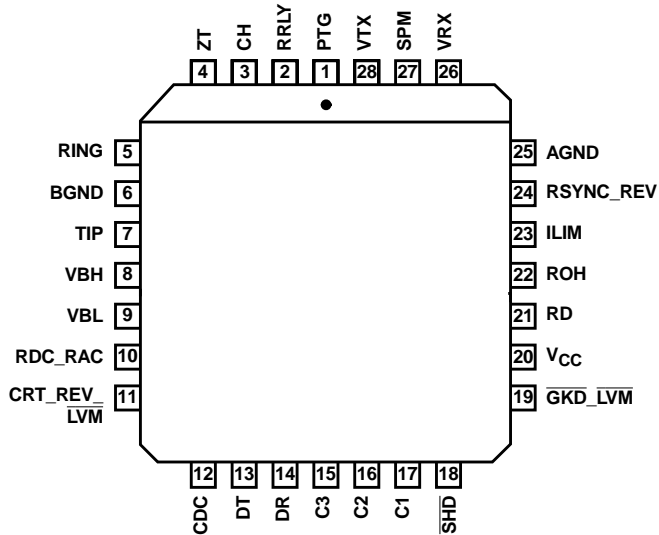 ZT
CH
RRLY
PTG
VTX
SPM
VRX
4
3
2
1
28
27
26
RING 5
BGND 6
TIP 7
VBH 8
VBL 9
RDC_RAC 10
CRT_REV_ 11
LVM
25 AGND
24 RSYNC_REV
23 ILIM
22 ROH
21 RD
20 VCC
19 GKD_LVM
12
13
14
15
16
17
18
CDC
DT
DR
C3
C2
C1
SHD